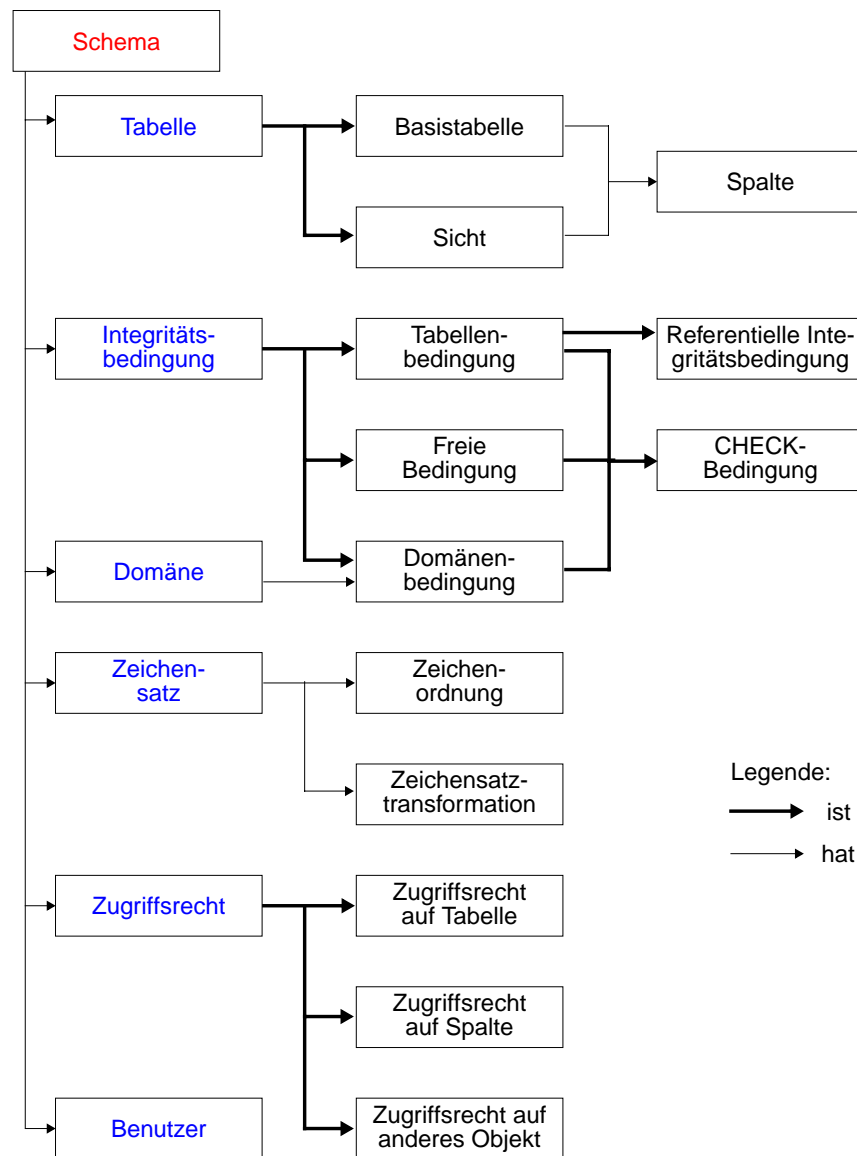 Schema
Tabelle
Basistabelle
Spalte
Sicht
Integritäts-
bedingung
Tabellen-
bedingung
Referentielle Inte-
gritätsbedingung
Freie
Bedingung
CHECK-
Bedingung
Domäne
Domänen-
bedingung
Zeichen-
satz
Zeichen-
ordnung
Zeichensatz-
transformation
Legende:
ist
hat
Zugriffsrecht
Zugriffsrecht
auf Tabelle
Zugriffsrecht
auf Spalte
Benutzer
Zugriffsrecht auf
anderes Objekt